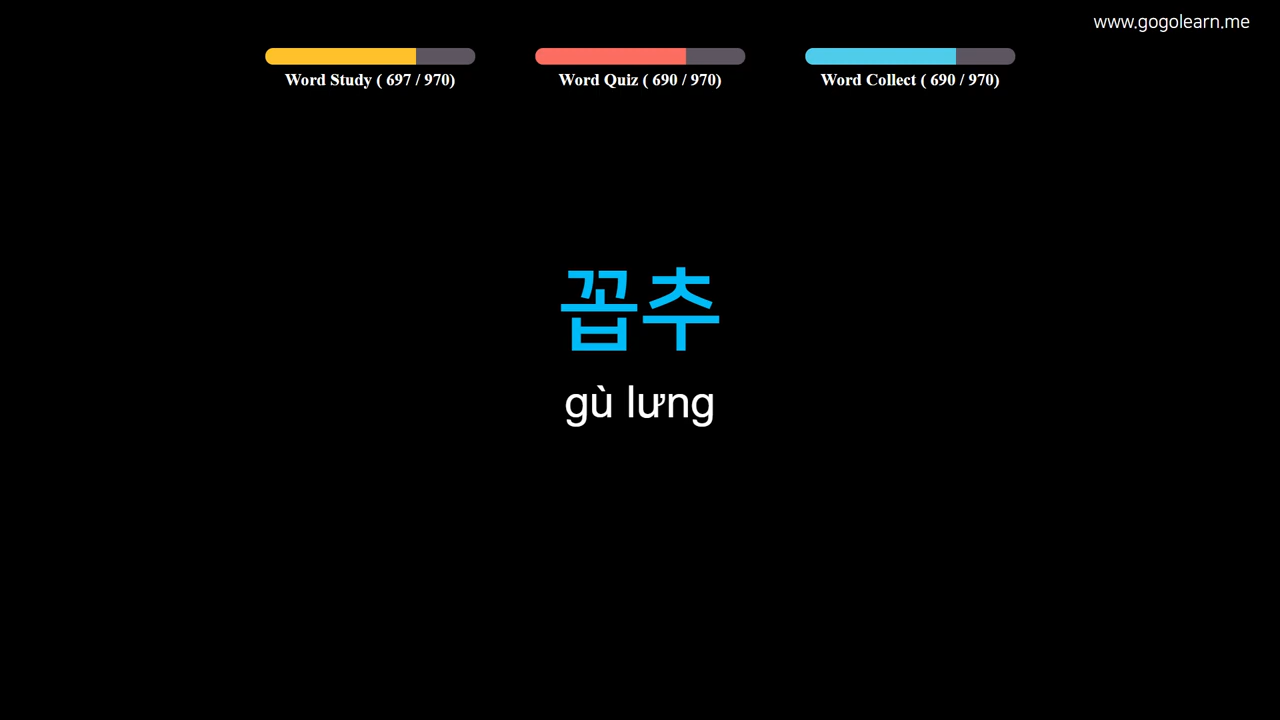 www.gogolearn.me
Word Study ( 697 / 970)
Word Quiz ( 690 / 970)
Word Collect ( 690 / 970)
꼽추
gù lưng